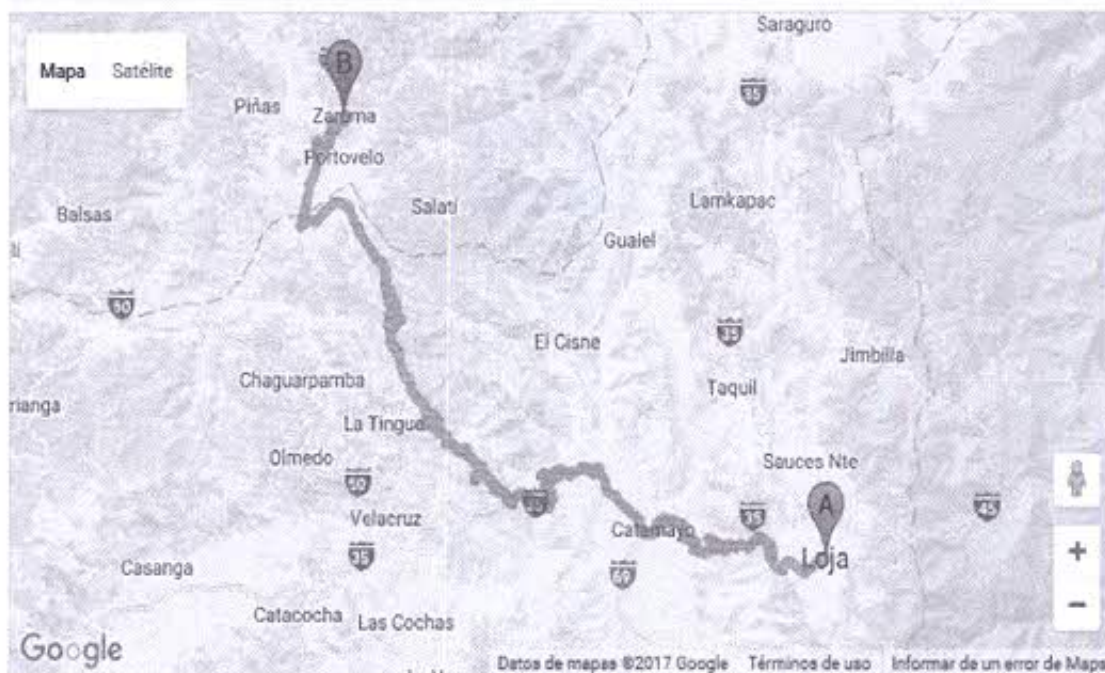 Saraguro
Mapa Satélite
B
35
Piñas
Zaruma
Portovelo
Lamkapac
Salatí
Balsas
Gualel
50
35
El Cisne
Jimbilla
Chaguarpamba
Taquil
rianga
La Tingue
Olmedo
Sauces Nte
50
A
35
35
45
Velacruz
Catamayo
+
35
Loja
Casanga
69
Catacocha
Las Cochas
−
Google
Datos de mapas ©2017 Google Términos de uso Informar de un error de Maps